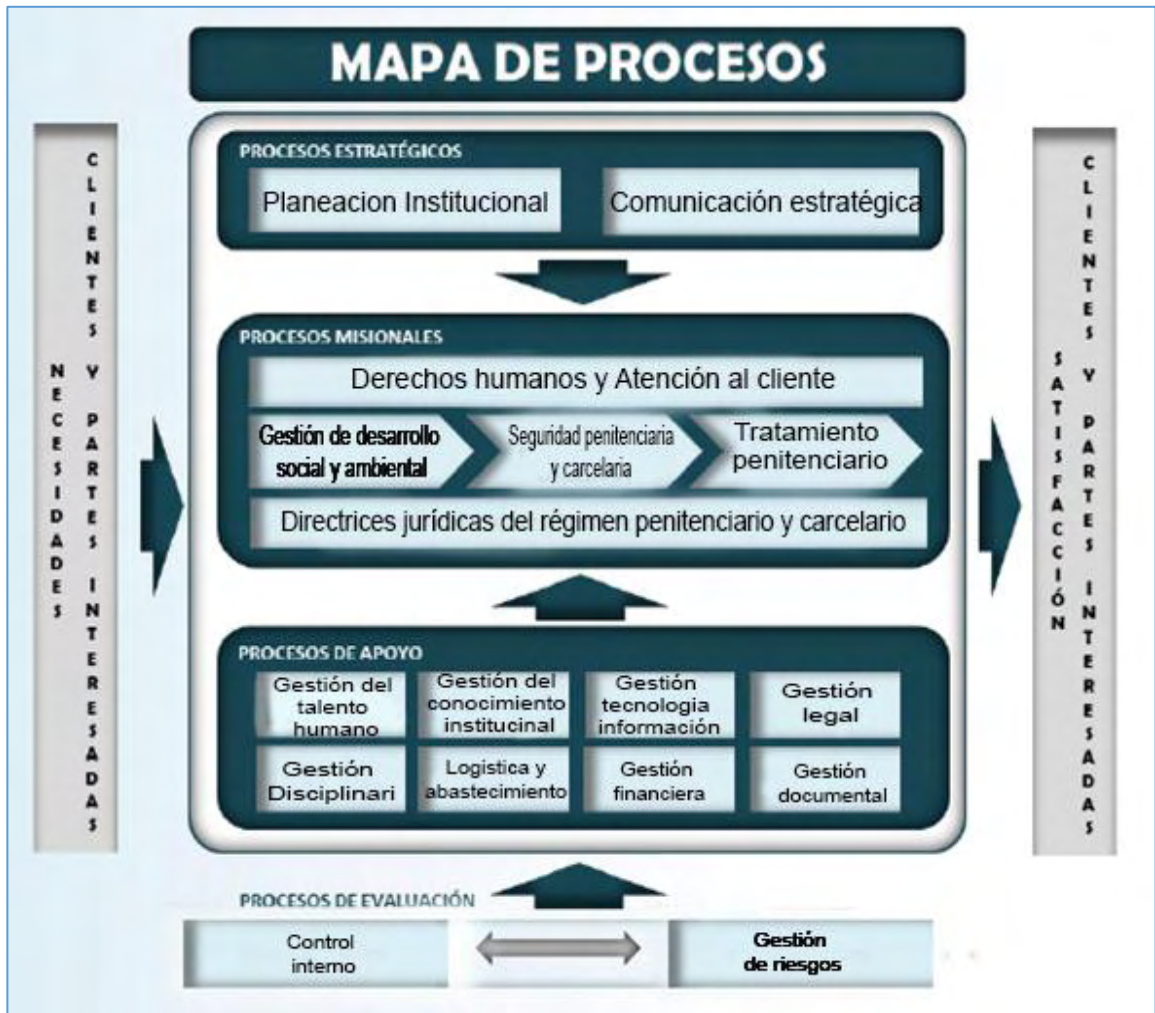 MAPA DE PROCESOS
CLIENTES Y PARTES INTERESADAS
NECESIDADES
PROCESOS ESTRATÉGICOS
Planeacion Institucional
Comunicación estratégica
PROCESOS MISIONALES
Derechos humanos y Atención al cliente
Gestión de desarrollo
social y ambiental
Seguridad penitenciaria
y carcelaria
Tratamiento
penitenciario
Directrices jurídicas del régimen penitenciario y carcelario
PROCESOS DE APOYO
Gestión del
talento
humano
Gestión del
conocimiento
institucinal
Gestión
tecnologia
información
Gestión
legal
Gestión
Disciplinari
Logistica y
abastecimiento
Gestión
financiera
Gestión
documental
PROCESOS DE EVALUACIÓN
Control
interno
Gestión
de riesgos
CLIENTES Y PARTES INTERESADAS
SATISFACCIÓN